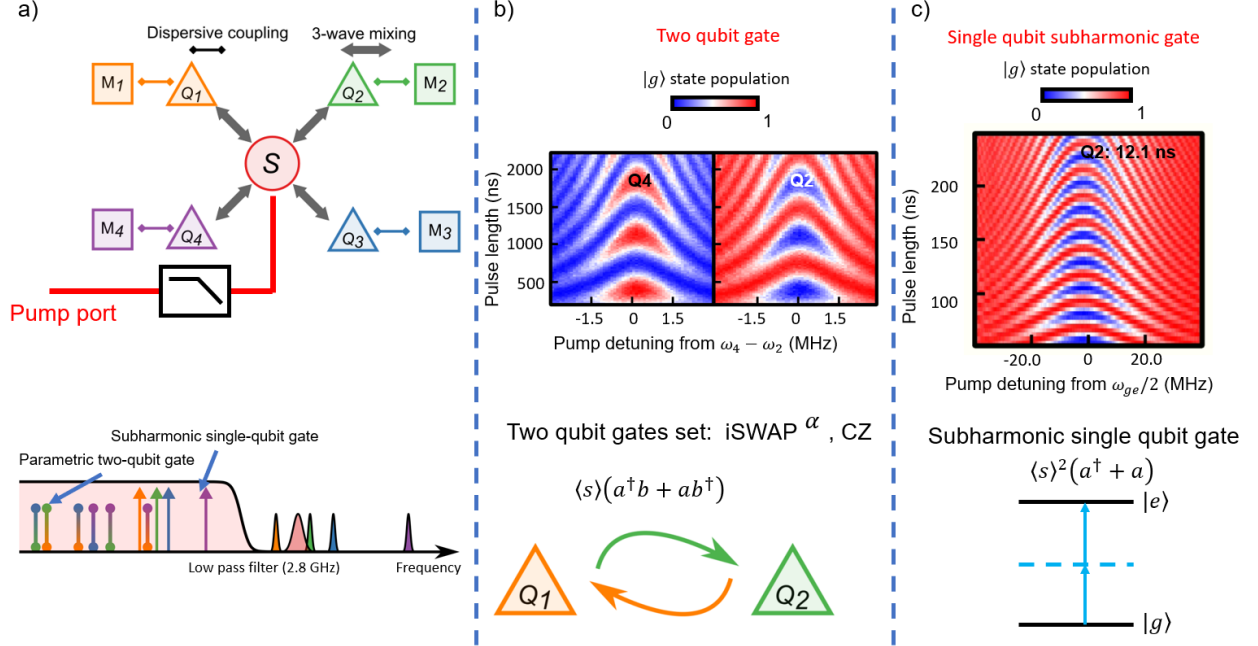 a)
Dispersive coupling
3-wave mixing
M1
Q1
Q2
M2
S
M4
Q4
Q3
M3
Pump port
Subharmonic single-qubit gate
Parametric two-qubit gate
Low pass filter (2.8 GHz)
Frequency
b)
Two qubit gate
|g⟩ state population
0
1
Pulse length (ns)
2000
1500
1000
500
Q4
Q2
-1.5
0
1.5
-1.5
0
1.5
Pump detuning from ω₄ − ω₂ (MHz)
Two qubit gates set: iSWAP ^α , CZ
⟨s⟩(a†b + ab†)
Q1
Q2
c)
Single qubit subharmonic gate
|g⟩ state population
0
1
Q2: 12.1 ns
Pulse length (ns)
200
150
100
-20.0
0
20.0
Pump detuning from ω_ge/2 (MHz)
Subharmonic single qubit gate
⟨s⟩²(a† + a)
|e⟩
|g⟩